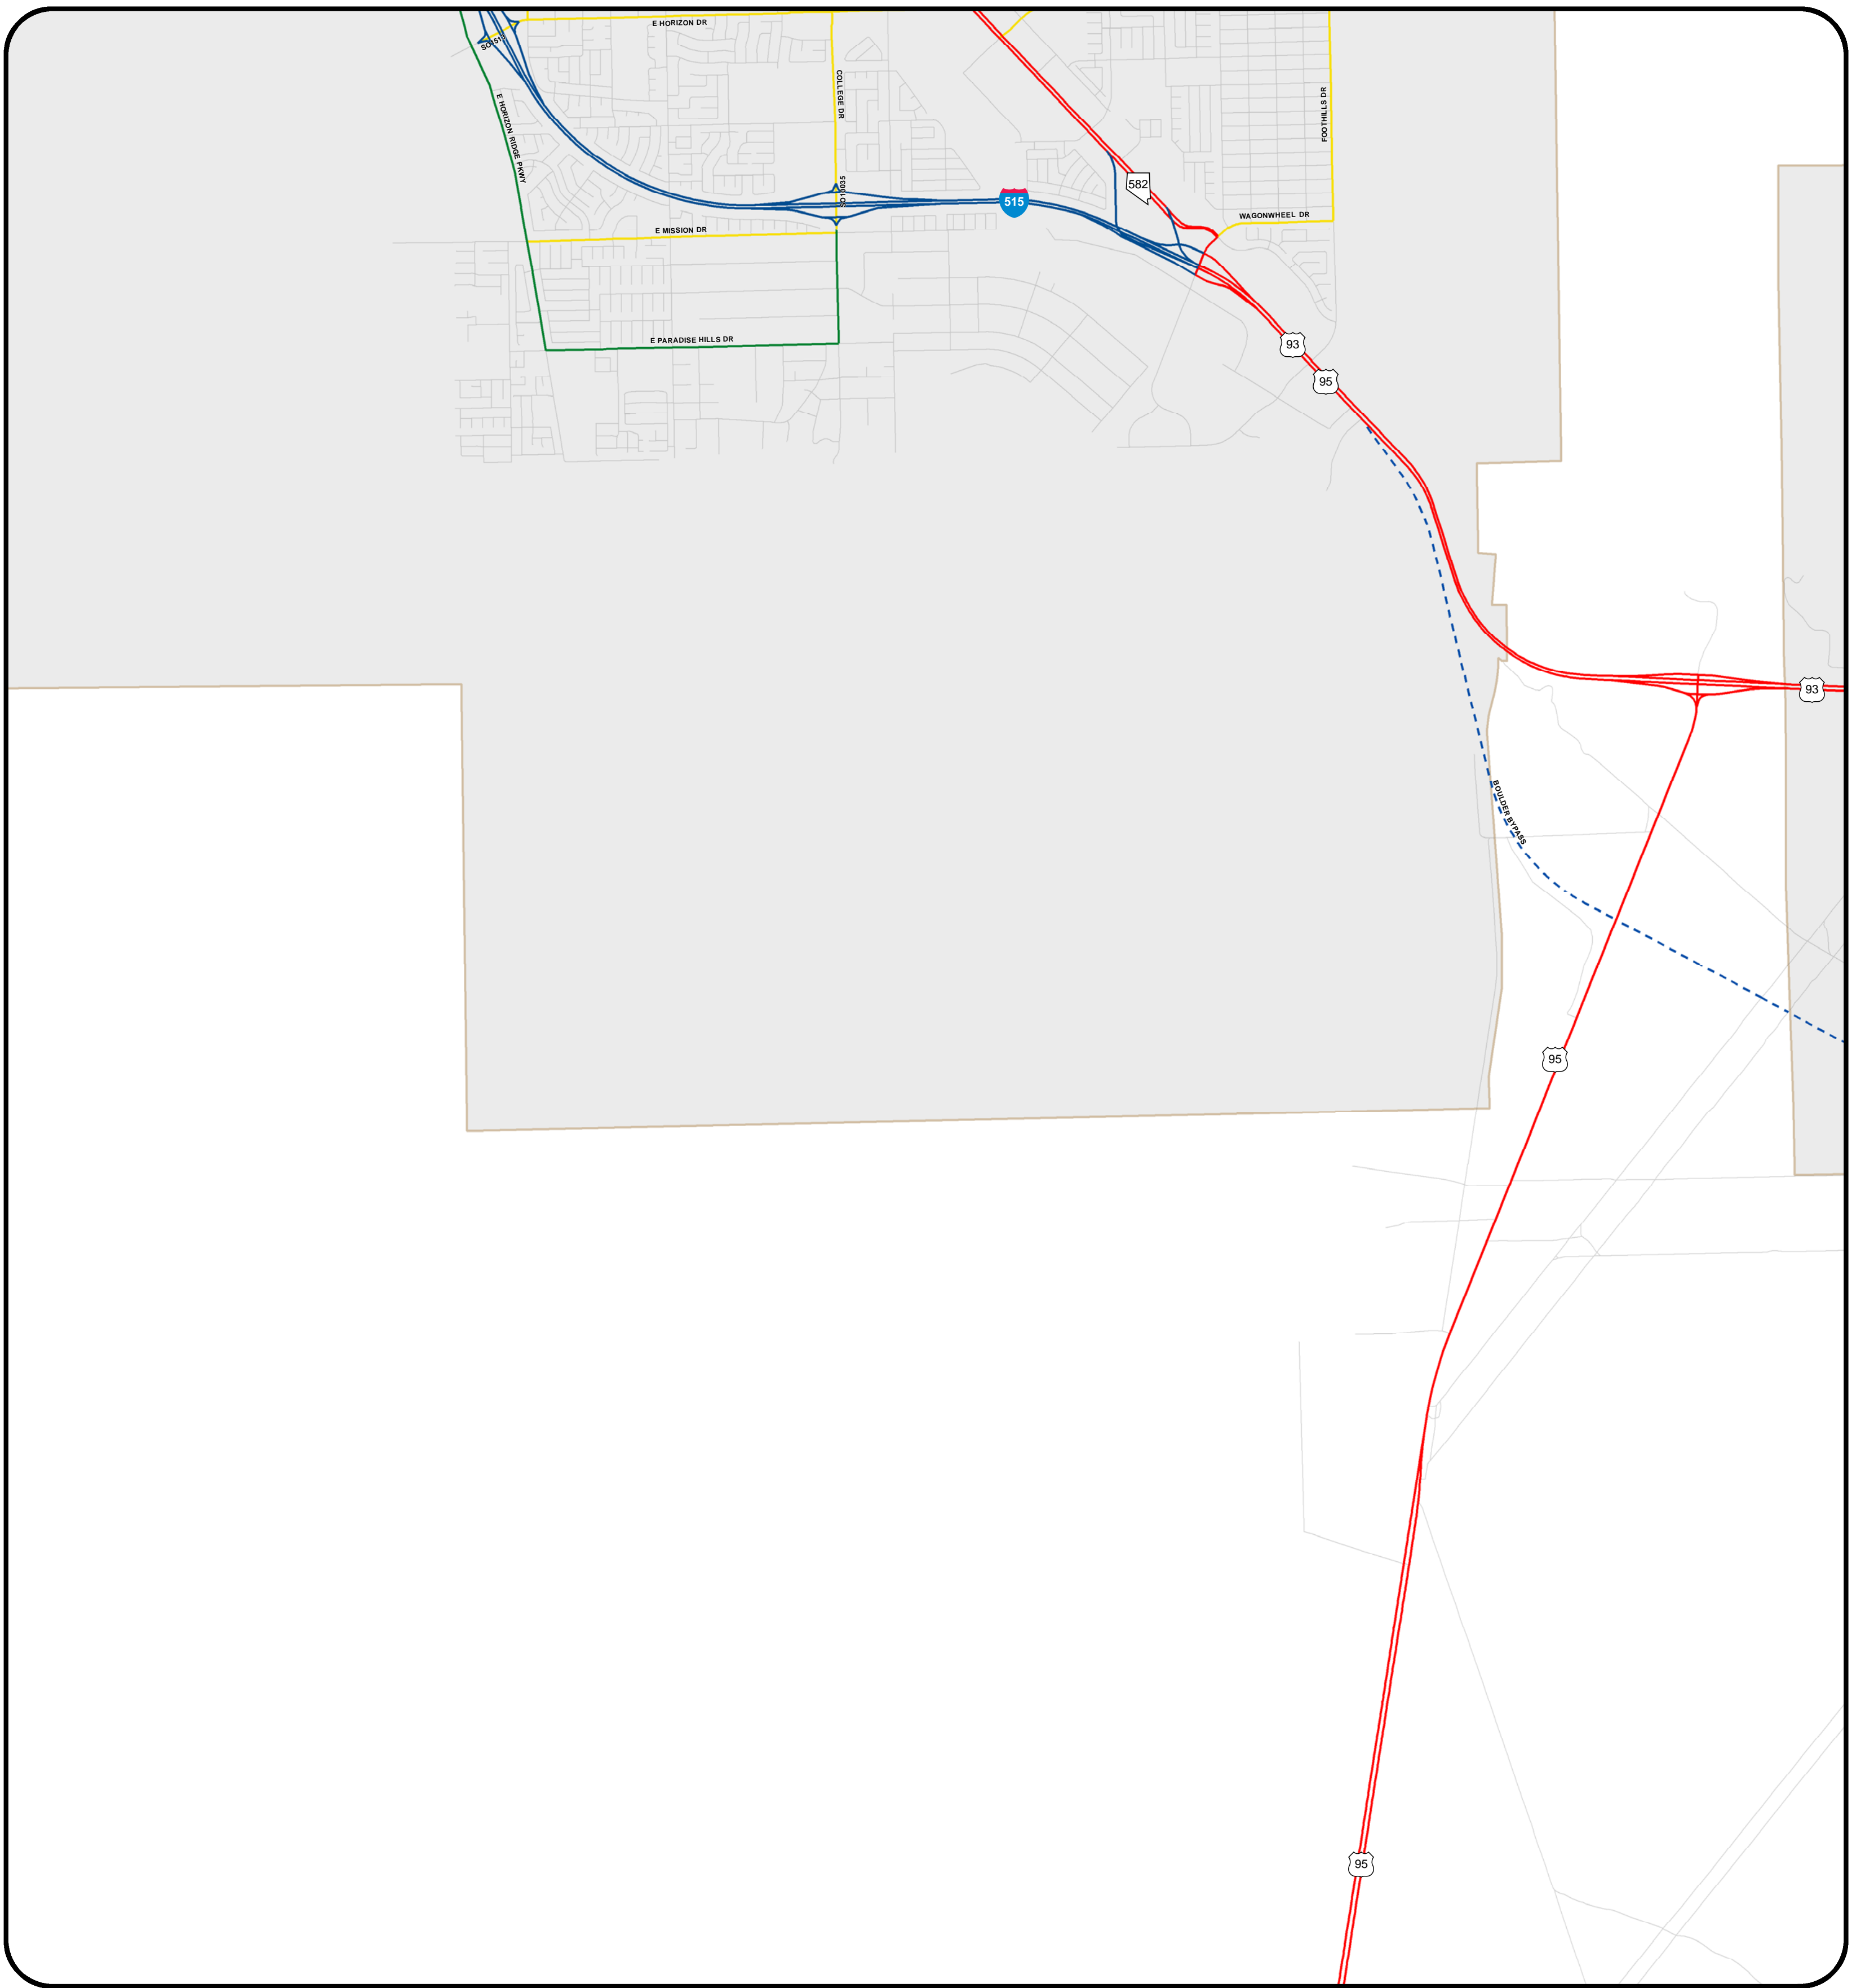 E HORIZON DR
E HORIZON RIDGE PKWY
COLLEGE DR
FOOTHILLS DR
582
515
WAGONWHEEL DR
E MISSION DR
E PARADISE HILLS DR
93
95
93
BOULDER BYPASS
95
95